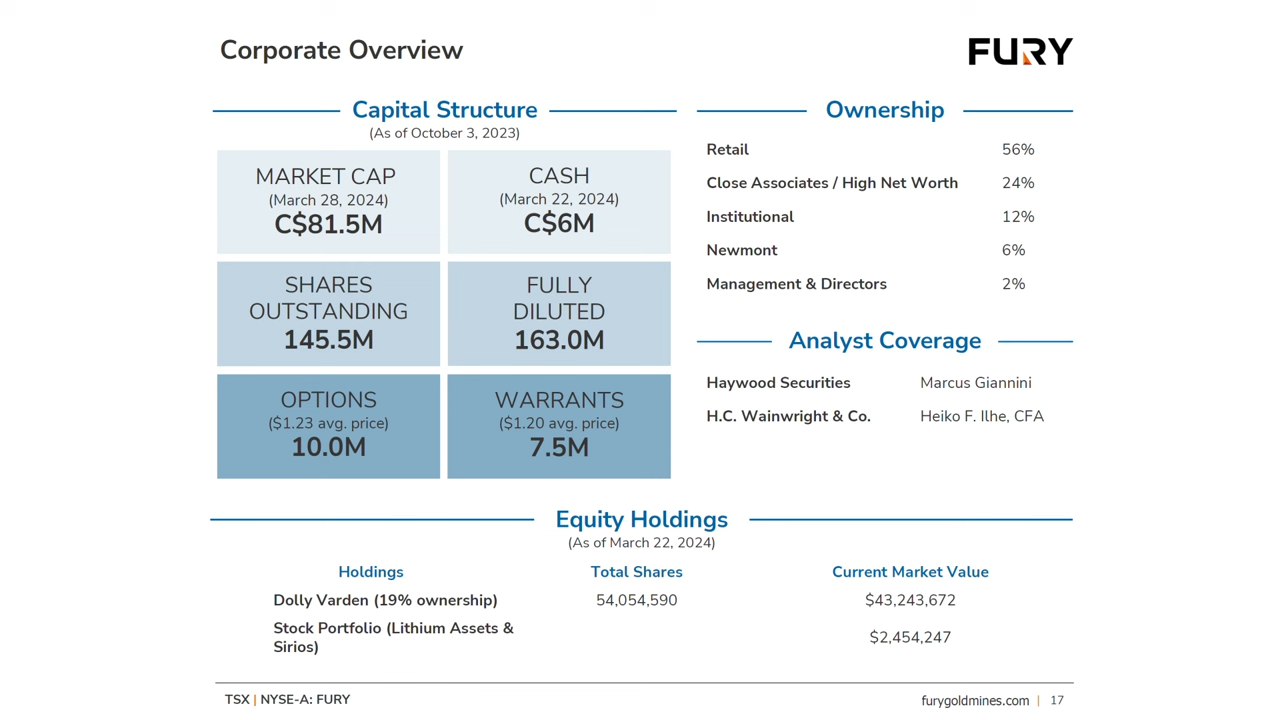 Corporate Overview
FURY
Capital Structure
(As of October 3, 2023)
MARKET CAP
(March 28, 2024)
C$81.5M
CASH
(March 22, 2024)
C$6M
SHARES
OUTSTANDING
145.5M
FULLY
DILUTED
163.0M
OPTIONS
($1.23 avg. price)
10.0M
WARRANTS
($1.20 avg. price)
7.5M
Ownership
Retail 56%
Close Associates / High Net Worth 24%
Institutional 12%
Newmont 6%
Management & Directors 2%
Analyst Coverage
Haywood Securities Marcus Giannini
H.C. Wainwright & Co. Heiko F. Ilhe, CFA
Equity Holdings
(As of March 22, 2024)
Holdings Total Shares Current Market Value
Dolly Varden (19% ownership) 54,054,590 $43,243,672
Stock Portfolio (Lithium Assets &
Sirios) $2,454,247
TSX | NYSE-A: FURY
furygoldmines.com | 17